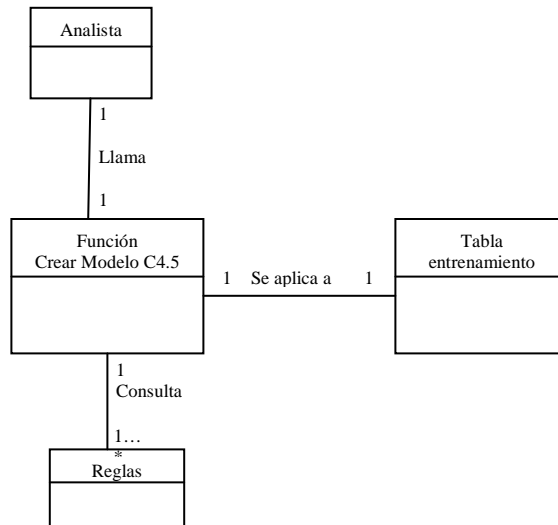 Analista
1
Llama
1
Función
Crear Modelo C4.5
1 Se aplica a 1
Tabla
entrenamiento
1
Consulta
1…
*
Reglas